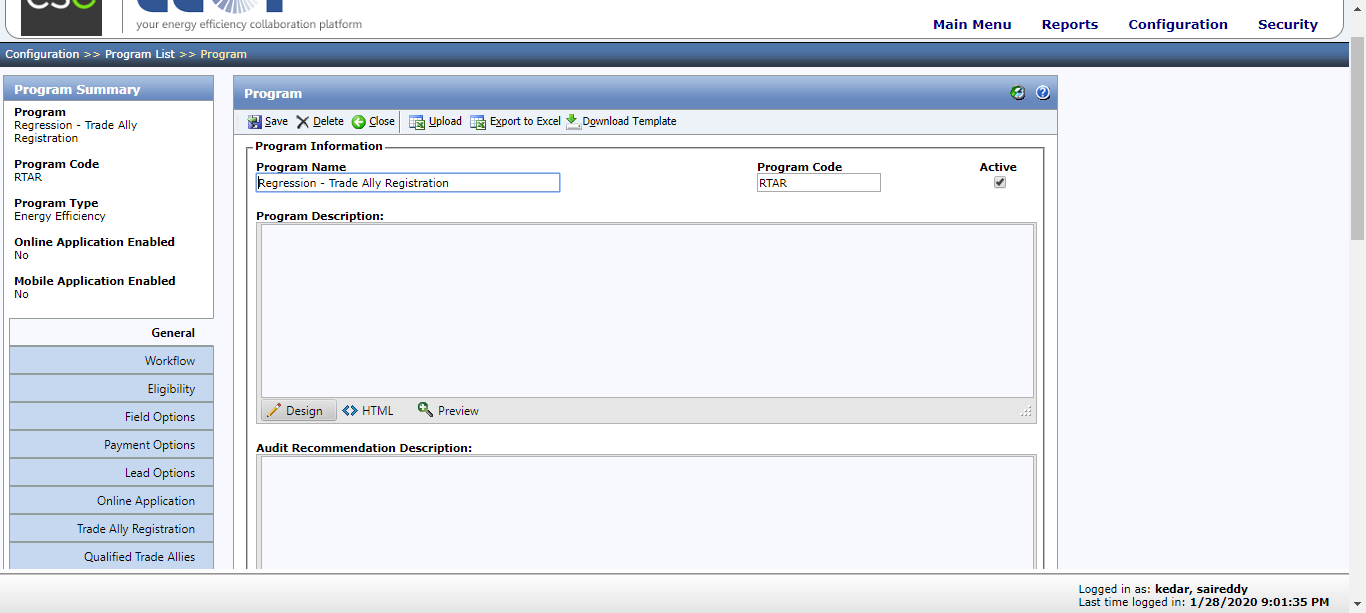 your energy efficiency collaboration platform
Main Menu Reports Configuration Security
Configuration >> Program List >> Program
Program Summary
Program
Regression - Trade Ally
Registration
Program Code
RTAR
Program Type
Energy Efficiency
Online Application Enabled
No
Mobile Application Enabled
No
General
Workflow
Eligibility
Field Options
Payment Options
Lead Options
Online Application
Trade Ally Registration
Qualified Trade Allies
Program
Save Delete Close Upload Export to Excel Download Template
Program Information
Program Name Program Code Active
Regression - Trade Ally Registration RTAR
Program Description:
Design HTML Preview
Audit Recommendation Description:
Logged in as: kedar, saireddy
Last time logged in: 1/28/2020 9:01:35 PM